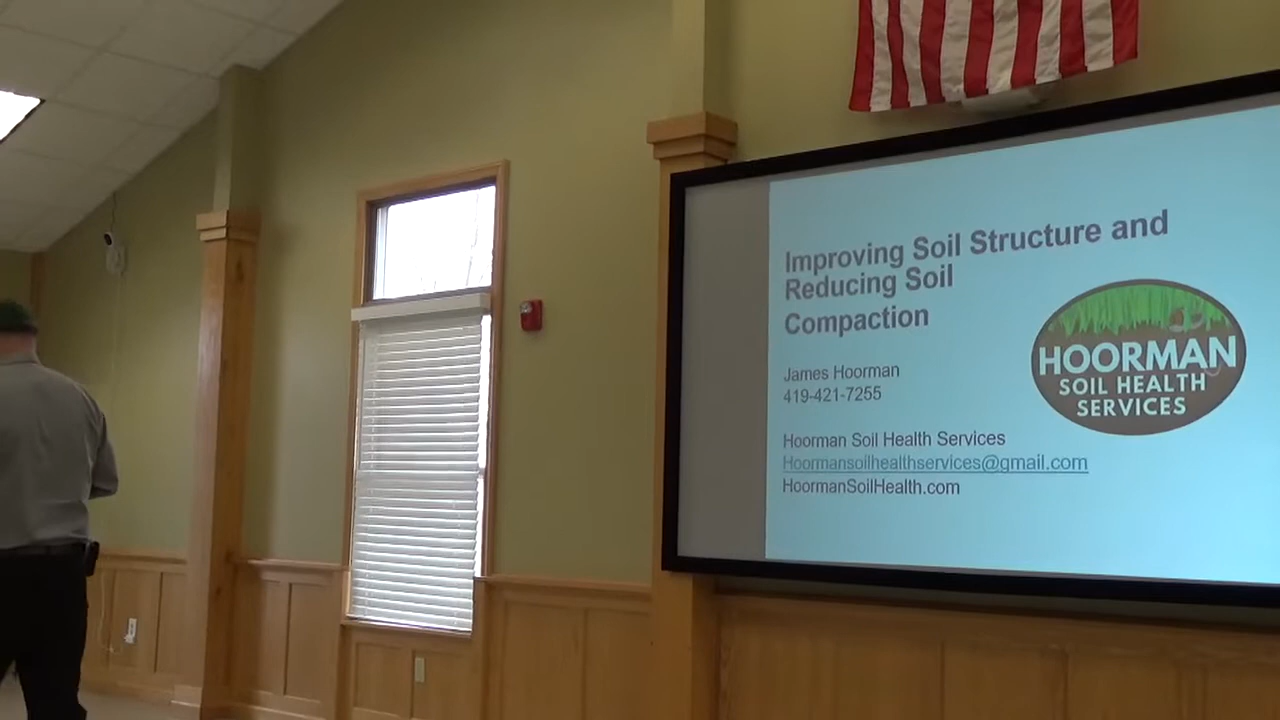 Improving Soil Structure and
Reducing Soil
Compaction
James Hoorman
419-421-7255
Hoorman Soil Health Services
Hoormansoilhealthservices@gmail.com
HoormanSoilHealth.com
HOORMAN
SOIL HEALTH
SERVICES